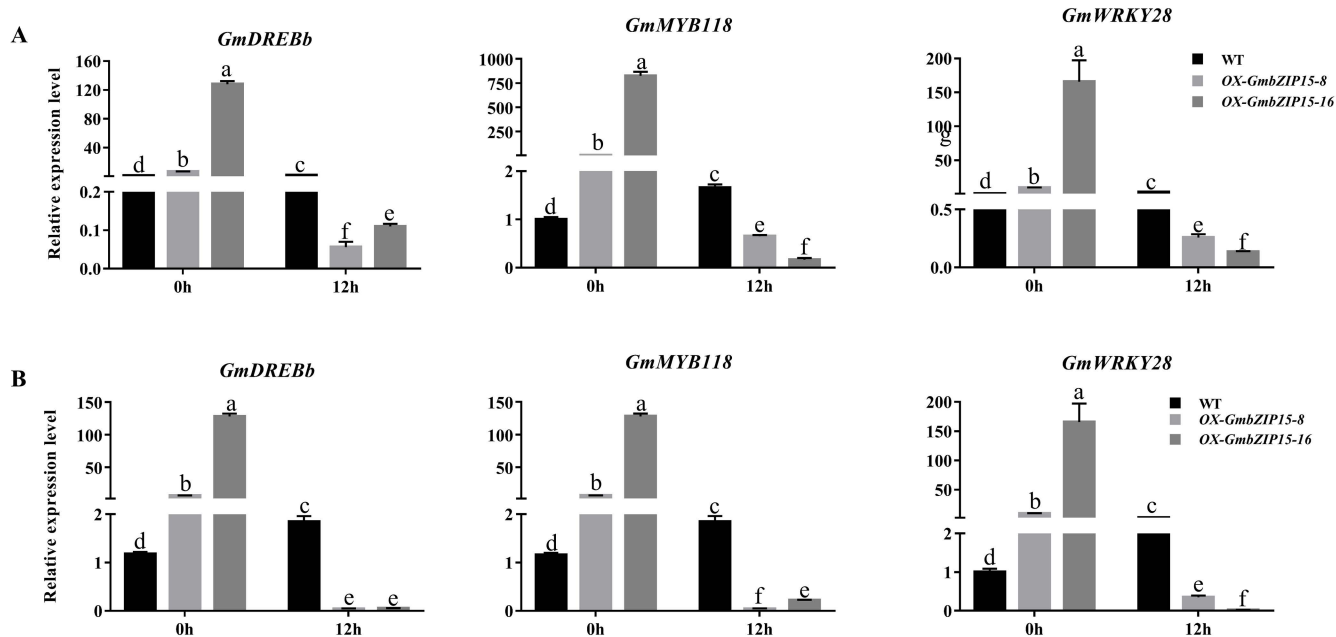 A
GmDREBb
GmMYB118
GmWRKY28
Relative expression level
160
120
80
40
0.2
0.1
0.0
d
b
a
c
f
e
0h
12h
1000
750
500
250
2
1
0
d
b
a
c
e
f
0h
12h
200
150
100
50
0.5
0.0
gg
d
b
a
c
e
f
0h
12h
WT
OX-GmbZIP15-8
OX-GmbZIP15-16
B
GmDREBb
GmMYB118
GmWRKY28
Relative expression level
150
100
50
2
1
0
d
b
a
c
e
e
0h
12h
150
100
50
2
1
0
d
b
a
c
f
e
0h
12h
200
150
100
50
2
1
0
d
b
a
c
e
f
0h
12h
WT
OX-GmbZIP15-8
OX-GmbZIP15-16